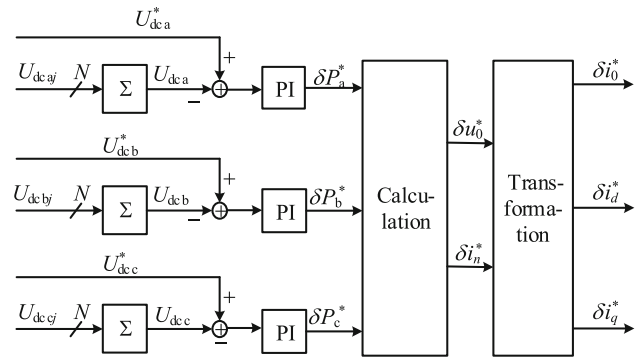 U*dca
+
Udcaj N Σ Udca − + PI δP*a δi*0
U*dcb
δu*0
+
Udcbj N Σ Udcb − + PI δP*b Calcu-lation Trans-forma-tion δi*d
U*dcc
δi*n
+
Udccj N Σ Udcc − + PI δP*c δi*q